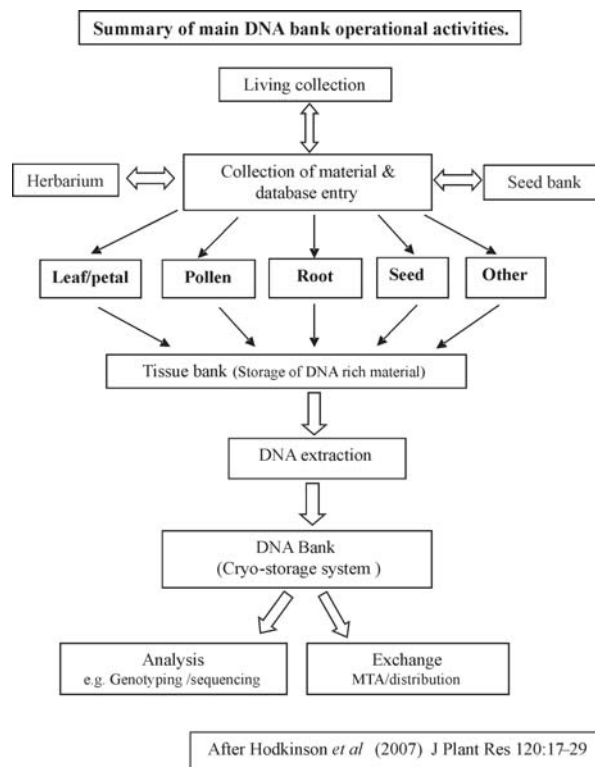 Summary of main DNA bank operational activities.
Living collection
Herbarium
Collection of material &
database entry
Seed bank
Leaf/petal
Pollen
Root
Seed
Other
Tissue bank (Storage of DNA rich material)
DNA extraction
DNA Bank
(Cryo-storage system )
Analysis
e.g. Genotyping /sequencing
Exchange
MTA/distribution
After Hodkinson et al (2007) J Plant Res 120:17-29